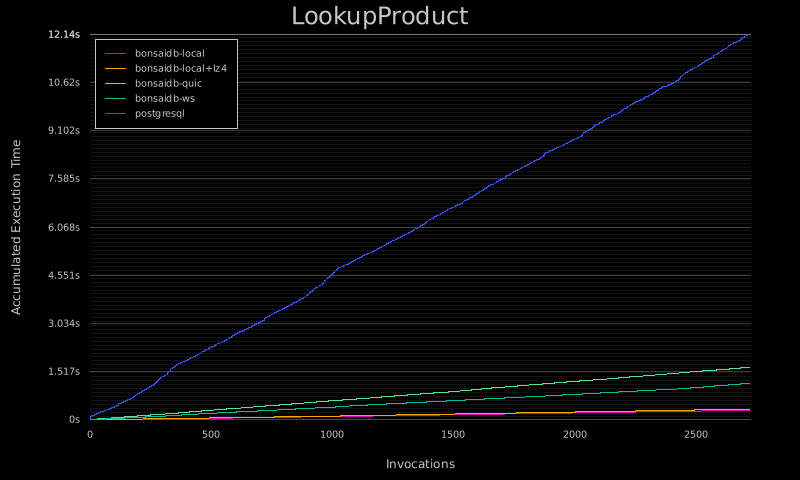 LookupProduct
12.14s
10.62s
9.102s
7.585s
6.068s
4.551s
3.034s
1.517s
0s
Accumulated Execution Time
bonsaidb-local
bonsaidb-local+lz4
bonsaidb-quic
bonsaidb-ws
postgresql
0 500 1000 1500 2000 2500
Invocations